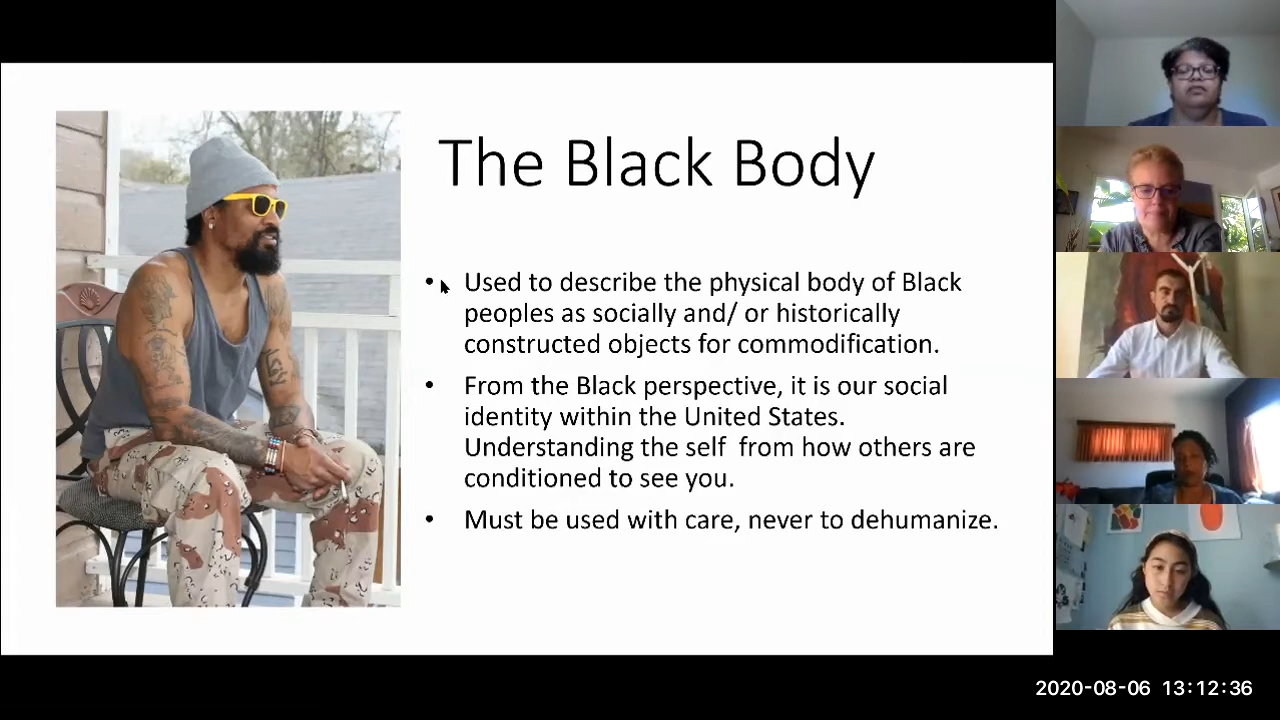 The Black Body
• Used to describe the physical body of Black
peoples as socially and/ or historically
constructed objects for commodification.
• From the Black perspective, it is our social
identity within the United States.
Understanding the self  from how others are
conditioned to see you.
• Must be used with care, never to dehumanize.
2020-08-06 13:12:36